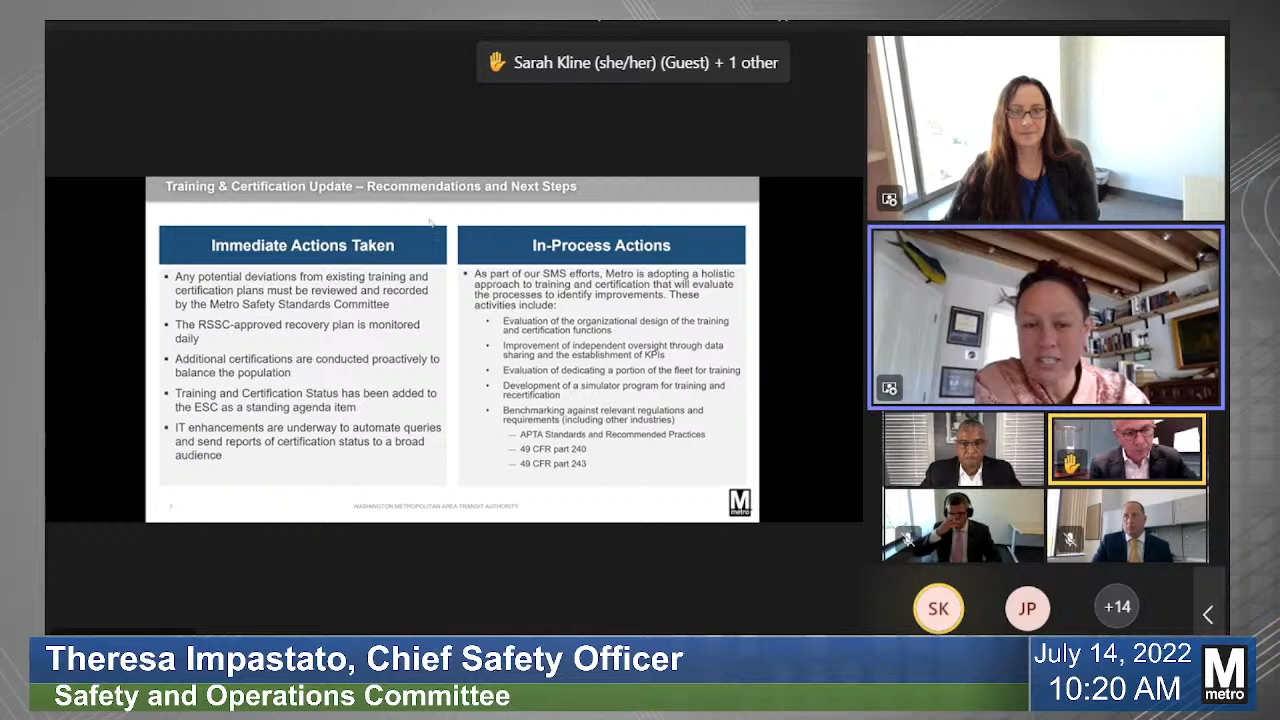 Sarah Kline (she/her) (Guest) + 1 other
Training & Certification Update – Recommendations and Next Steps
Immediate Actions Taken
▪ Any potential deviations from existing training and
certification plans must be reviewed and recorded
by the Metro Safety Standards Committee
▪ The RSSC-approved recovery plan is monitored
daily
▪ Additional certifications are conducted proactively to
balance the population
▪ Training and Certification Status has been added to
the ESC as a standing agenda item
▪ IT enhancements are underway to automate queries
and send reports of certification status to a broad
audience
In-Process Actions
▪ As part of our SMS efforts, Metro is adopting a holistic
approach to training and certification that will evaluate
the processes to identify improvements. These
activities include:
• Evaluation of the organizational design of the training
and certification functions
• Improvement of independent oversight through data
sharing and the establishment of KPIs
• Evaluation of dedicating a portion of the fleet for training
• Development of a simulator program for training and
recertification
• Benchmarking against relevant regulations and
requirements (including other industries)
— APTA Standards and Recommended Practices
— 49 CFR part 240
— 49 CFR part 243
7
WASHINGTON METROPOLITAN AREA TRANSIT AUTHORITY
M
metro
SK
JP
+14
Theresa Impastato, Chief Safety Officer
Safety and Operations Committee
July 14, 2022
10:20 AM
M
metro